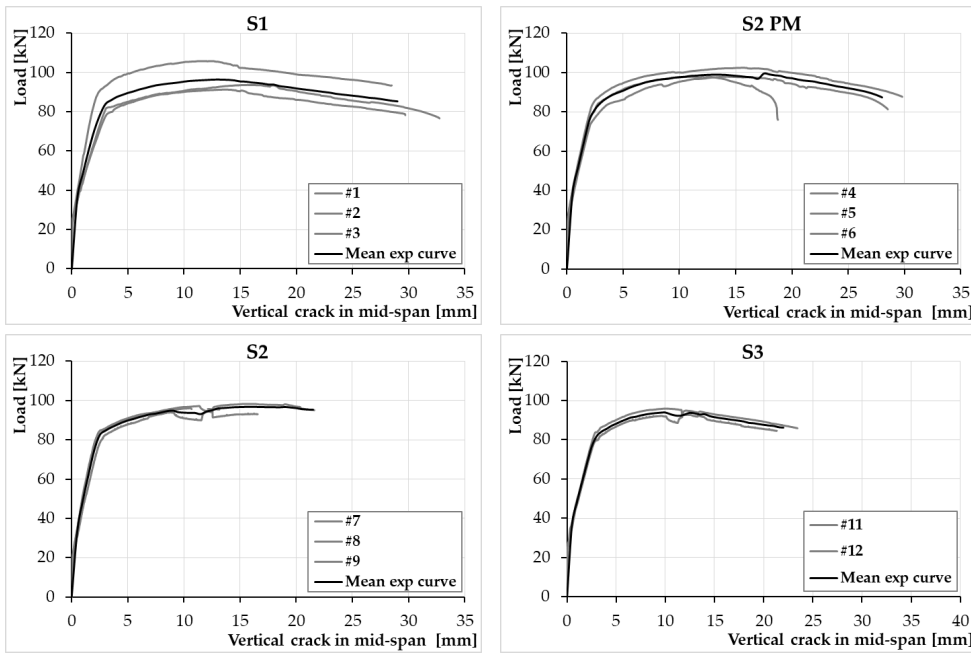 S1
Load [kN]
120
100
80
60
40
20
0
#1
#2
#3
Mean exp curve
0 5 10 15 20 25 30 35
Vertical crack in mid-span [mm]
S2 PM
Load [kN]
120
100
80
60
40
20
0
#4
#5
#6
Mean exp curve
0 5 10 15 20 25 30 35
Vertical crack in mid-span [mm]
S2
Load [kN]
120
100
80
60
40
20
0
#7
#8
#9
Mean exp curve
0 5 10 15 20 25 30 35
Vertical crack in mid-span [mm]
S3
Load [kN]
120
100
80
60
40
20
0
#11
#12
Mean exp curve
0 5 10 15 20 25 30 35 40
Vertical crack in mid-span [mm]